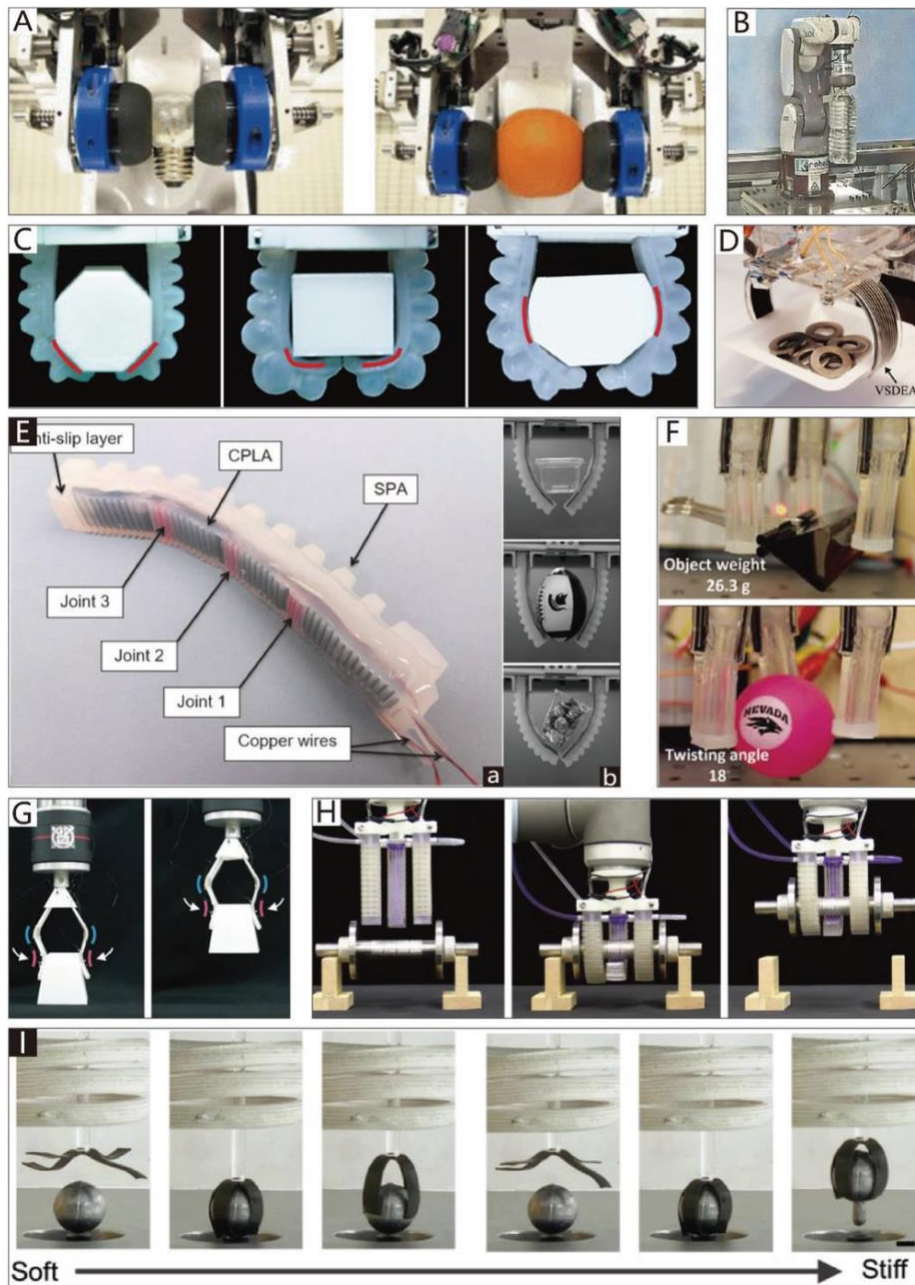 A
B
C
D
VSDEA
E
nti-slip layer
CPLA
SPA
Joint 3
Joint 2
Joint 1
Copper wires
a
b
F
Object weight
26.3 g
NEVADA
Twisting angle
18
G
H
I
Soft
Stiff